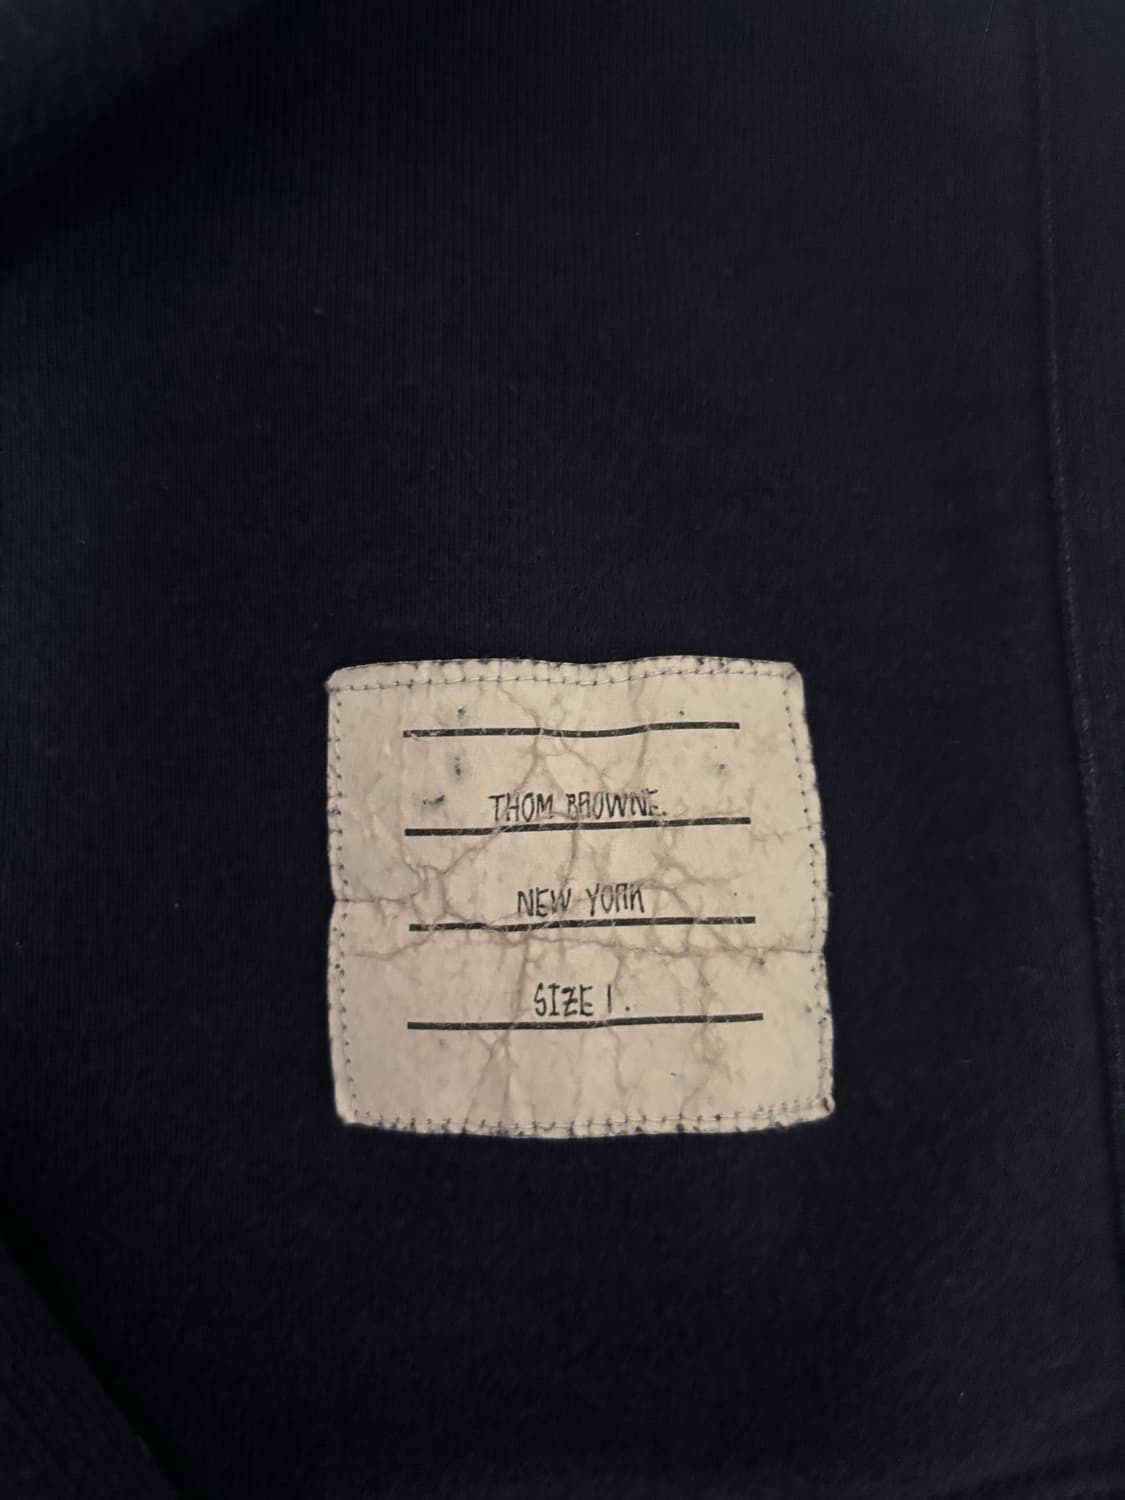 THOM BROWNE.
NEW YORK
SIZE 1.